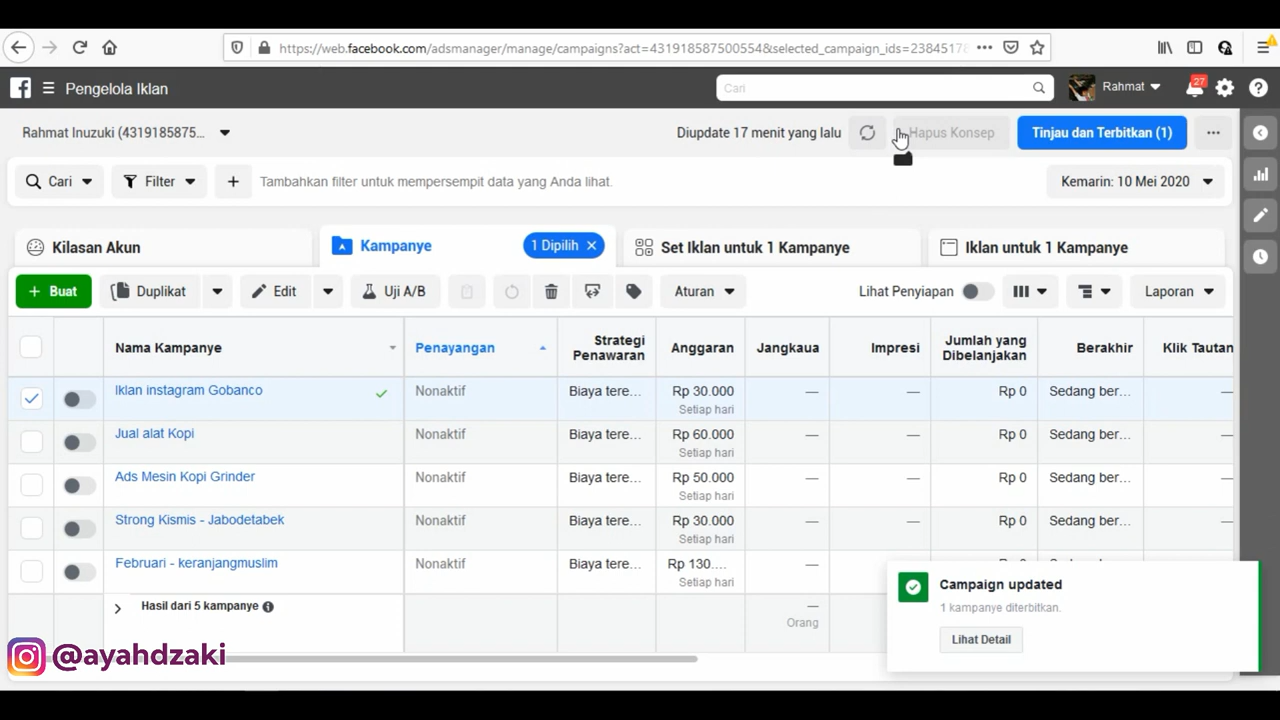 https://web.facebook.com/adsmanager/manage/campaigns?act=431918587500554&selected_campaign_ids=2384517
Pengelola Iklan
Cari
Rahmat
27
Rahmat Inuzuki (4319185875...
Diupdate 17 menit yang lalu
Hapus Konsep
Tinjau dan Terbitkan (1)
Cari
Filter
Tambahkan filter untuk mempersempit data yang Anda lihat.
Kemarin: 10 Mei 2020
Kilasan Akun
Kampanye
1 Dipilih
Set Iklan untuk 1 Kampanye
Iklan untuk 1 Kampanye
+ Buat
Duplikat
Edit
Uji A/B
Aturan
Lihat Penyiapan
Laporan
Nama Kampanye
Penayangan
Strategi
Penawaran
Anggaran
Jangkaua
Impresi
Jumlah yang
Dibelanjakan
Berakhir
Klik Tautan
Iklan instagram Gobanco
Nonaktif
Biaya tere...
Rp 30.000
Setiap hari
—
—
Rp 0
Sedang ber...
—
Jual alat Kopi
Nonaktif
Biaya tere...
Rp 60.000
Setiap hari
—
—
Rp 0
Sedang ber...
—
Ads Mesin Kopi Grinder
Nonaktif
Biaya tere...
Rp 50.000
Setiap hari
—
—
Rp 0
Sedang ber...
—
Strong Kismis - Jabodetabek
Nonaktif
Biaya tere...
Rp 30.000
Setiap hari
—
—
Rp 0
Sedang ber...
—
Februari - keranjangmuslim
Nonaktif
Biaya tere...
Rp 130....
Setiap hari
—
Hasil dari 5 kampanye
—
Orang
Campaign updated
1 kampanye diterbitkan.
Lihat Detail
@ayahdzaki